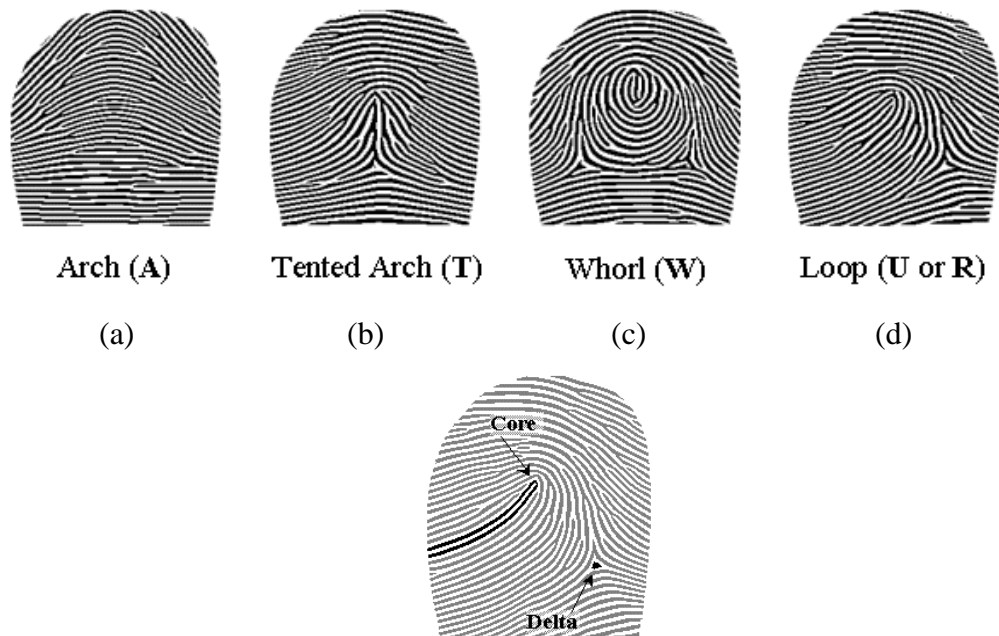 Arch (A) Tented Arch (T) Whorl (W) Loop (U or R)
(a) (b) (c) (d)
Core
Delta